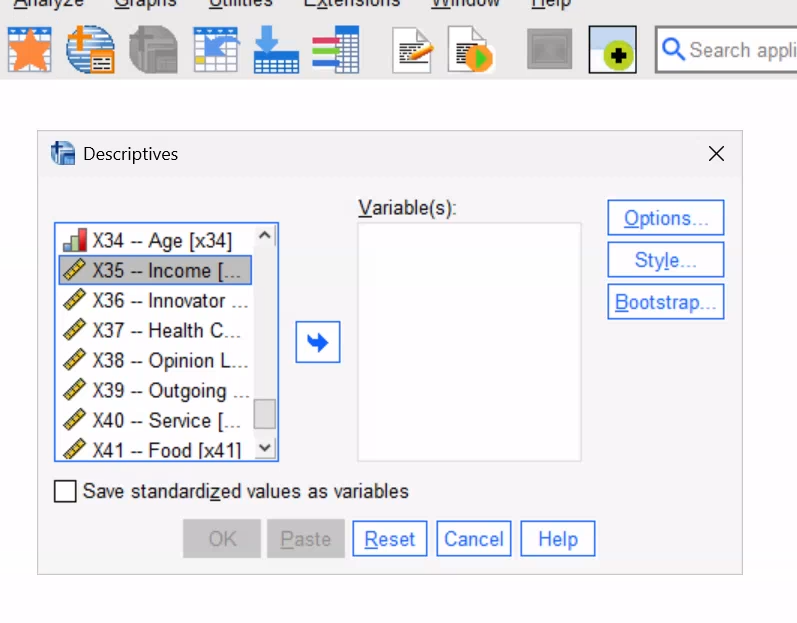 Analyze Graphs Utilities Extensions Window Help
Search appli
Descriptives
Variable(s):
X34 -- Age [x34]
X35 -- Income [...
X36 -- Innovator ...
X37 -- Health C...
X38 -- Opinion L...
X39 -- Outgoing ...
X40 -- Service [...
X41 -- Food [x41]
Options...
Style...
Bootstrap...
Save standardized values as variables
OK Paste Reset Cancel Help